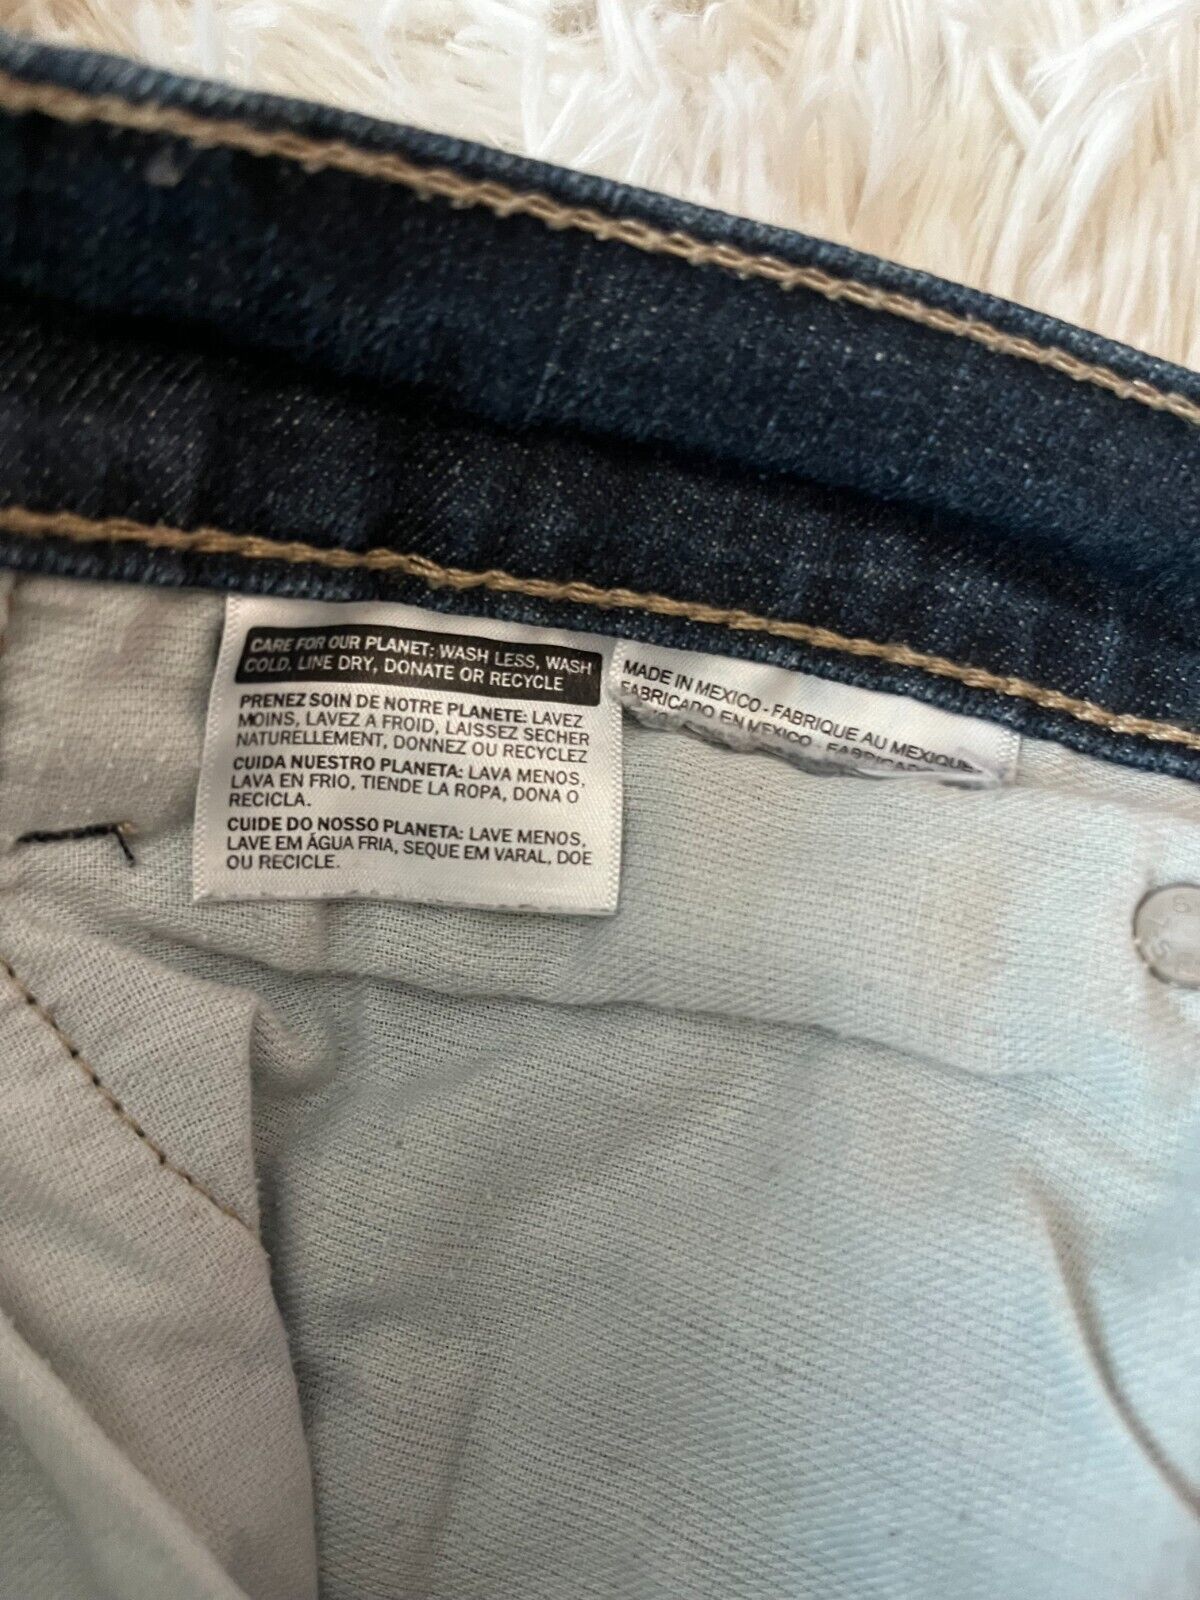 CARE FOR OUR PLANET: WASH LESS, WASH
COLD, LINE DRY, DONATE OR RECYCLE
PRENEZ SOIN DE NOTRE PLANETE: LAVEZ
MOINS, LAVEZ A FROID, LAISSEZ SECHER
NATURELLEMENT, DONNEZ OU RECYCLEZ
CUIDA NUESTRO PLANETA: LAVA MENOS,
LAVA EN FRIO, TIENDE LA ROPA, DONA O
RECICLA.
CUIDE DO NOSSO PLANETA: LAVE MENOS,
LAVE EM ÁGUA FRIA, SEQUE EM VARAL, DOE
OU RECICLE.
MADE IN MEXICO - FABRIQUE AU MEXIQUE
FABRICADO EN MEXICO - FABRICADO